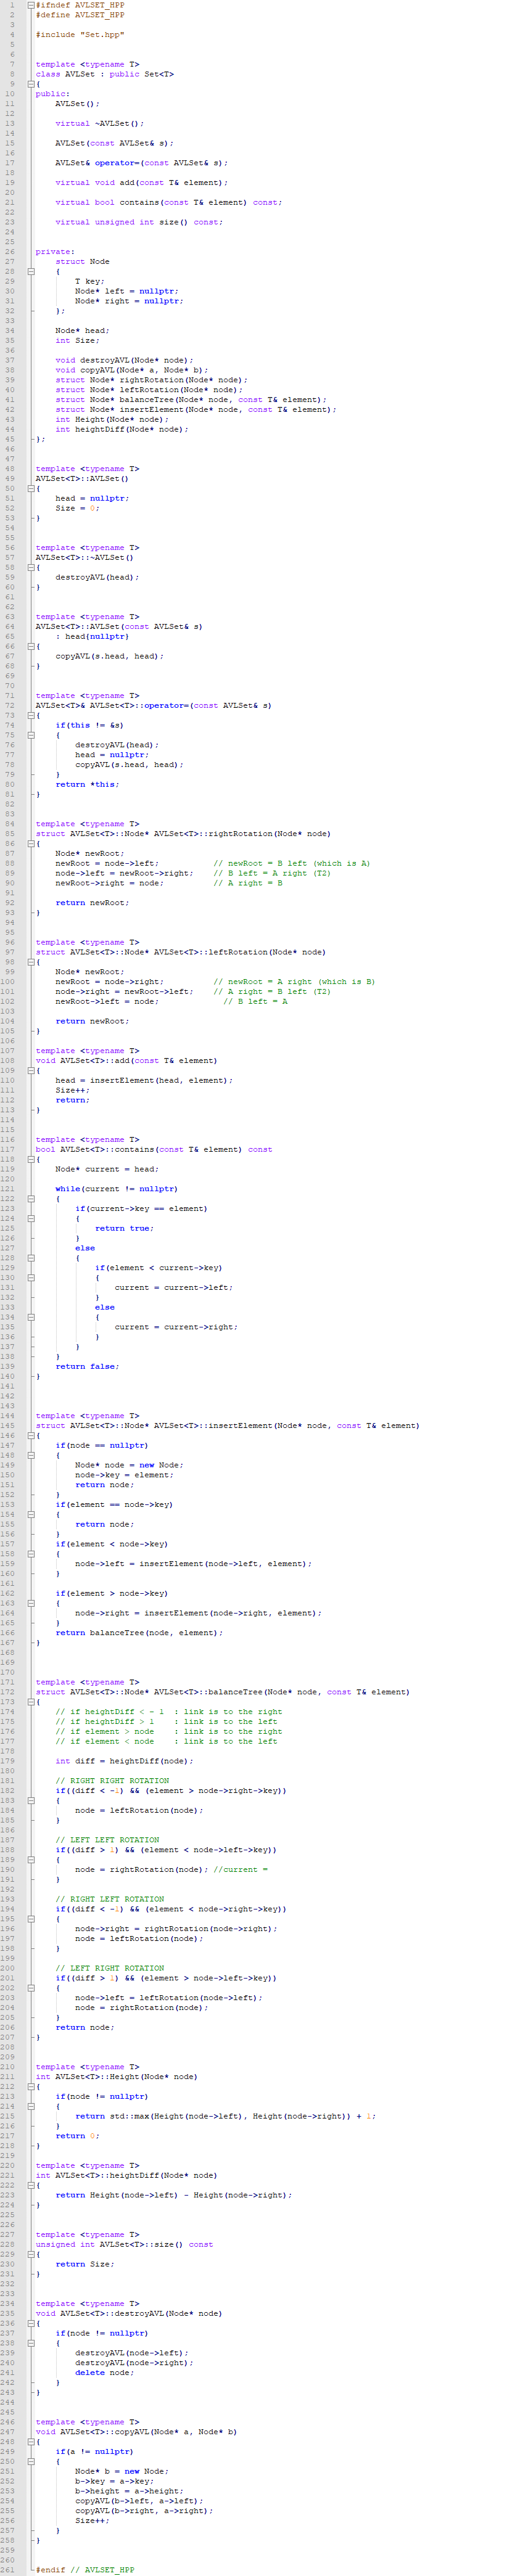 1 #ifndef AVLSET_HPP
2 #define AVLSET_HPP
3
4 #include "Set.hpp"
5
6
7 template <typename T>
8 class AVLSet : public Set<T>
9 {
10 public:
11 AVLSet();
12
13 virtual ~AVLSet();
14
15 AVLSet(const AVLSet& s);
16
17 AVLSet& operator=(const AVLSet& s);
18
19 virtual void add(const T& element);
20
21 virtual bool contains(const T& element) const;
22
23 virtual unsigned int size() const;
24
25
26 private:
27 struct Node
28 {
29 T key;
30 Node* left = nullptr;
31 Node* right = nullptr;
32 };
33
34 Node* head;
35 int Size;
36
37 void destroyAVL(Node* node);
38 void copyAVL(Node* a, Node* b);
39 struct Node* rightRotation(Node* node);
40 struct Node* leftRotation(Node* node);
41 struct Node* balanceTree(Node* node, const T& element);
42 struct Node* insertElement(Node* node, const T& element);
43 int Height(Node* node);
44 int heightDiff(Node* node);
45 };
46
47
48 template <typename T>
49 AVLSet<T>::AVLSet()
50 {
51 head = nullptr;
52 Size = 0;
53 }
54
55
56 template <typename T>
57 AVLSet<T>::~AVLSet()
58 {
59 destroyAVL(head);
60 }
61
62
63 template <typename T>
64 AVLSet<T>::AVLSet(const AVLSet& s)
65 : head(nullptr)
66 {
67 copyAVL(s.head, head);
68 }
69
70
71 template <typename T>
72 AVLSet<T>& AVLSet<T>::operator=(const AVLSet& s)
73 {
74 if(this != &s)
75 {
76 destroyAVL(head);
77 head = nullptr;
78 copyAVL(s.head, head);
79 }
80 return *this;
81 }
82
83
84 template <typename T>
85 struct AVLSet<T>::Node* AVLSet<T>::rightRotation(Node* node)
86 {
87 Node* newRoot;
88 newRoot = node->left; // newRoot = B left (which is A)
89 node->left = newRoot->right; // B left = A right (T2)
90 newRoot->right = node; // A right = B
91
92 return newRoot;
93 }
94
95
96 template <typename T>
97 struct AVLSet<T>::Node* AVLSet<T>::leftRotation(Node* node)
98 {
99 Node* newRoot;
100 newRoot = node->right; // newRoot = A right (which is B)
101 node->right = newRoot->left; // A right = B left (T2)
102 newRoot->left = node; // B left = A
103
104 return newRoot;
105 }
106
107 template <typename T>
108 void AVLSet<T>::add(const T& element)
109 {
110 head = insertElement(head, element);
111 Size++;
112 return;
113 }
114
115
116 template <typename T>
117 bool AVLSet<T>::contains(const T& element) const
118 {
119 Node* current = head;
120
121 while(current != nullptr)
122 {
123 if(current->key == element)
124 {
125 return true;
126 }
127 else
128 {
129 if(element < current->key)
130 {
131 current = current->left;
132 }
133 else
134 {
135 current = current->right;
136 }
137 }
138 }
139 return false;
140 }
141
142
143
144 template <typename T>
145 struct AVLSet<T>::Node* AVLSet<T>::insertElement(Node* node, const T& element)
146 {
147 if(node == nullptr)
148 {
149 Node* node = new Node;
150 node->key = element;
151 return node;
152 }
153 if(element == node->key)
154 {
155 return node;
156 }
157 if(element < node->key)
158 {
159 node->left = insertElement(node->left, element);
160 }
161
162 if(element > node->key)
163 {
164 node->right = insertElement(node->right, element);
165 }
166 return balanceTree(node, element);
167 }
168
169
170
171 template <typename T>
172 struct AVLSet<T>::Node* AVLSet<T>::balanceTree(Node* node, const T& element)
173 {
174 // if heightDiff < - 1 : link is to the right
175 // if heightDiff > 1 : link is to the left
176 // if element > node : link is to the right
177 // if element < node : link is to the left
178
179 int diff = heightDiff(node);
180
181 // RIGHT RIGHT ROTATION
182 if((diff < -1) && (element > node->right->key))
183 {
184 node = leftRotation(node);
185 }
186
187 // LEFT LEFT ROTATION
188 if((diff > 1) && (element < node->left->key))
189 {
190 node = rightRotation(node); //current =
191 }
192
193 // RIGHT LEFT ROTATION
194 if((diff < -1) && (element < node->right->key))
195 {
196 node->right = rightRotation(node->right);
197 node = leftRotation(node);
198 }
199
200 // LEFT RIGHT ROTATION
201 if((diff > 1) && (element > node->left->key))
202 {
203 node->left = leftRotation(node->left);
204 node = rightRotation(node);
205 }
206 return node;
207 }
208
209
210 template <typename T>
211 int AVLSet<T>::Height(Node* node)
212 {
213 if(node != nullptr)
214 {
215 return std::max(Height(node->left), Height(node->right)) + 1;
216 }
217 return 0;
218 }
219
220 template <typename T>
221 int AVLSet<T>::heightDiff(Node* node)
222 {
223 return Height(node->left) - Height(node->right);
224 }
225
226
227 template <typename T>
228 unsigned int AVLSet<T>::size() const
229 {
230 return Size;
231 }
232
233
234 template <typename T>
235 void AVLSet<T>::destroyAVL(Node* node)
236 {
237 if(node != nullptr)
238 {
239 destroyAVL(node->left);
240 destroyAVL(node->right);
241 delete node;
242 }
243 }
244
245
246 template <typename T>
247 void AVLSet<T>::copyAVL(Node* a, Node* b)
248 {
249 if(a != nullptr)
250 {
251 Node* b = new Node;
252 b->key = a->key;
253 b->height = a->height;
254 copyAVL(b->left, a->left);
255 copyAVL(b->right, a->right);
256 Size++;
257 }
258 }
259
260
261 #endif // AVLSET_HPP